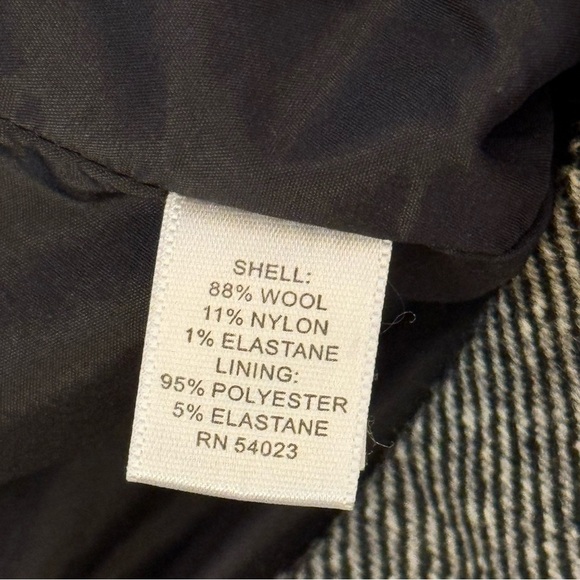 SHELL:
88% WOOL
11% NYLON
1% ELASTANE
LINING:
95% POLYESTER
5% ELASTANE
RN 54023